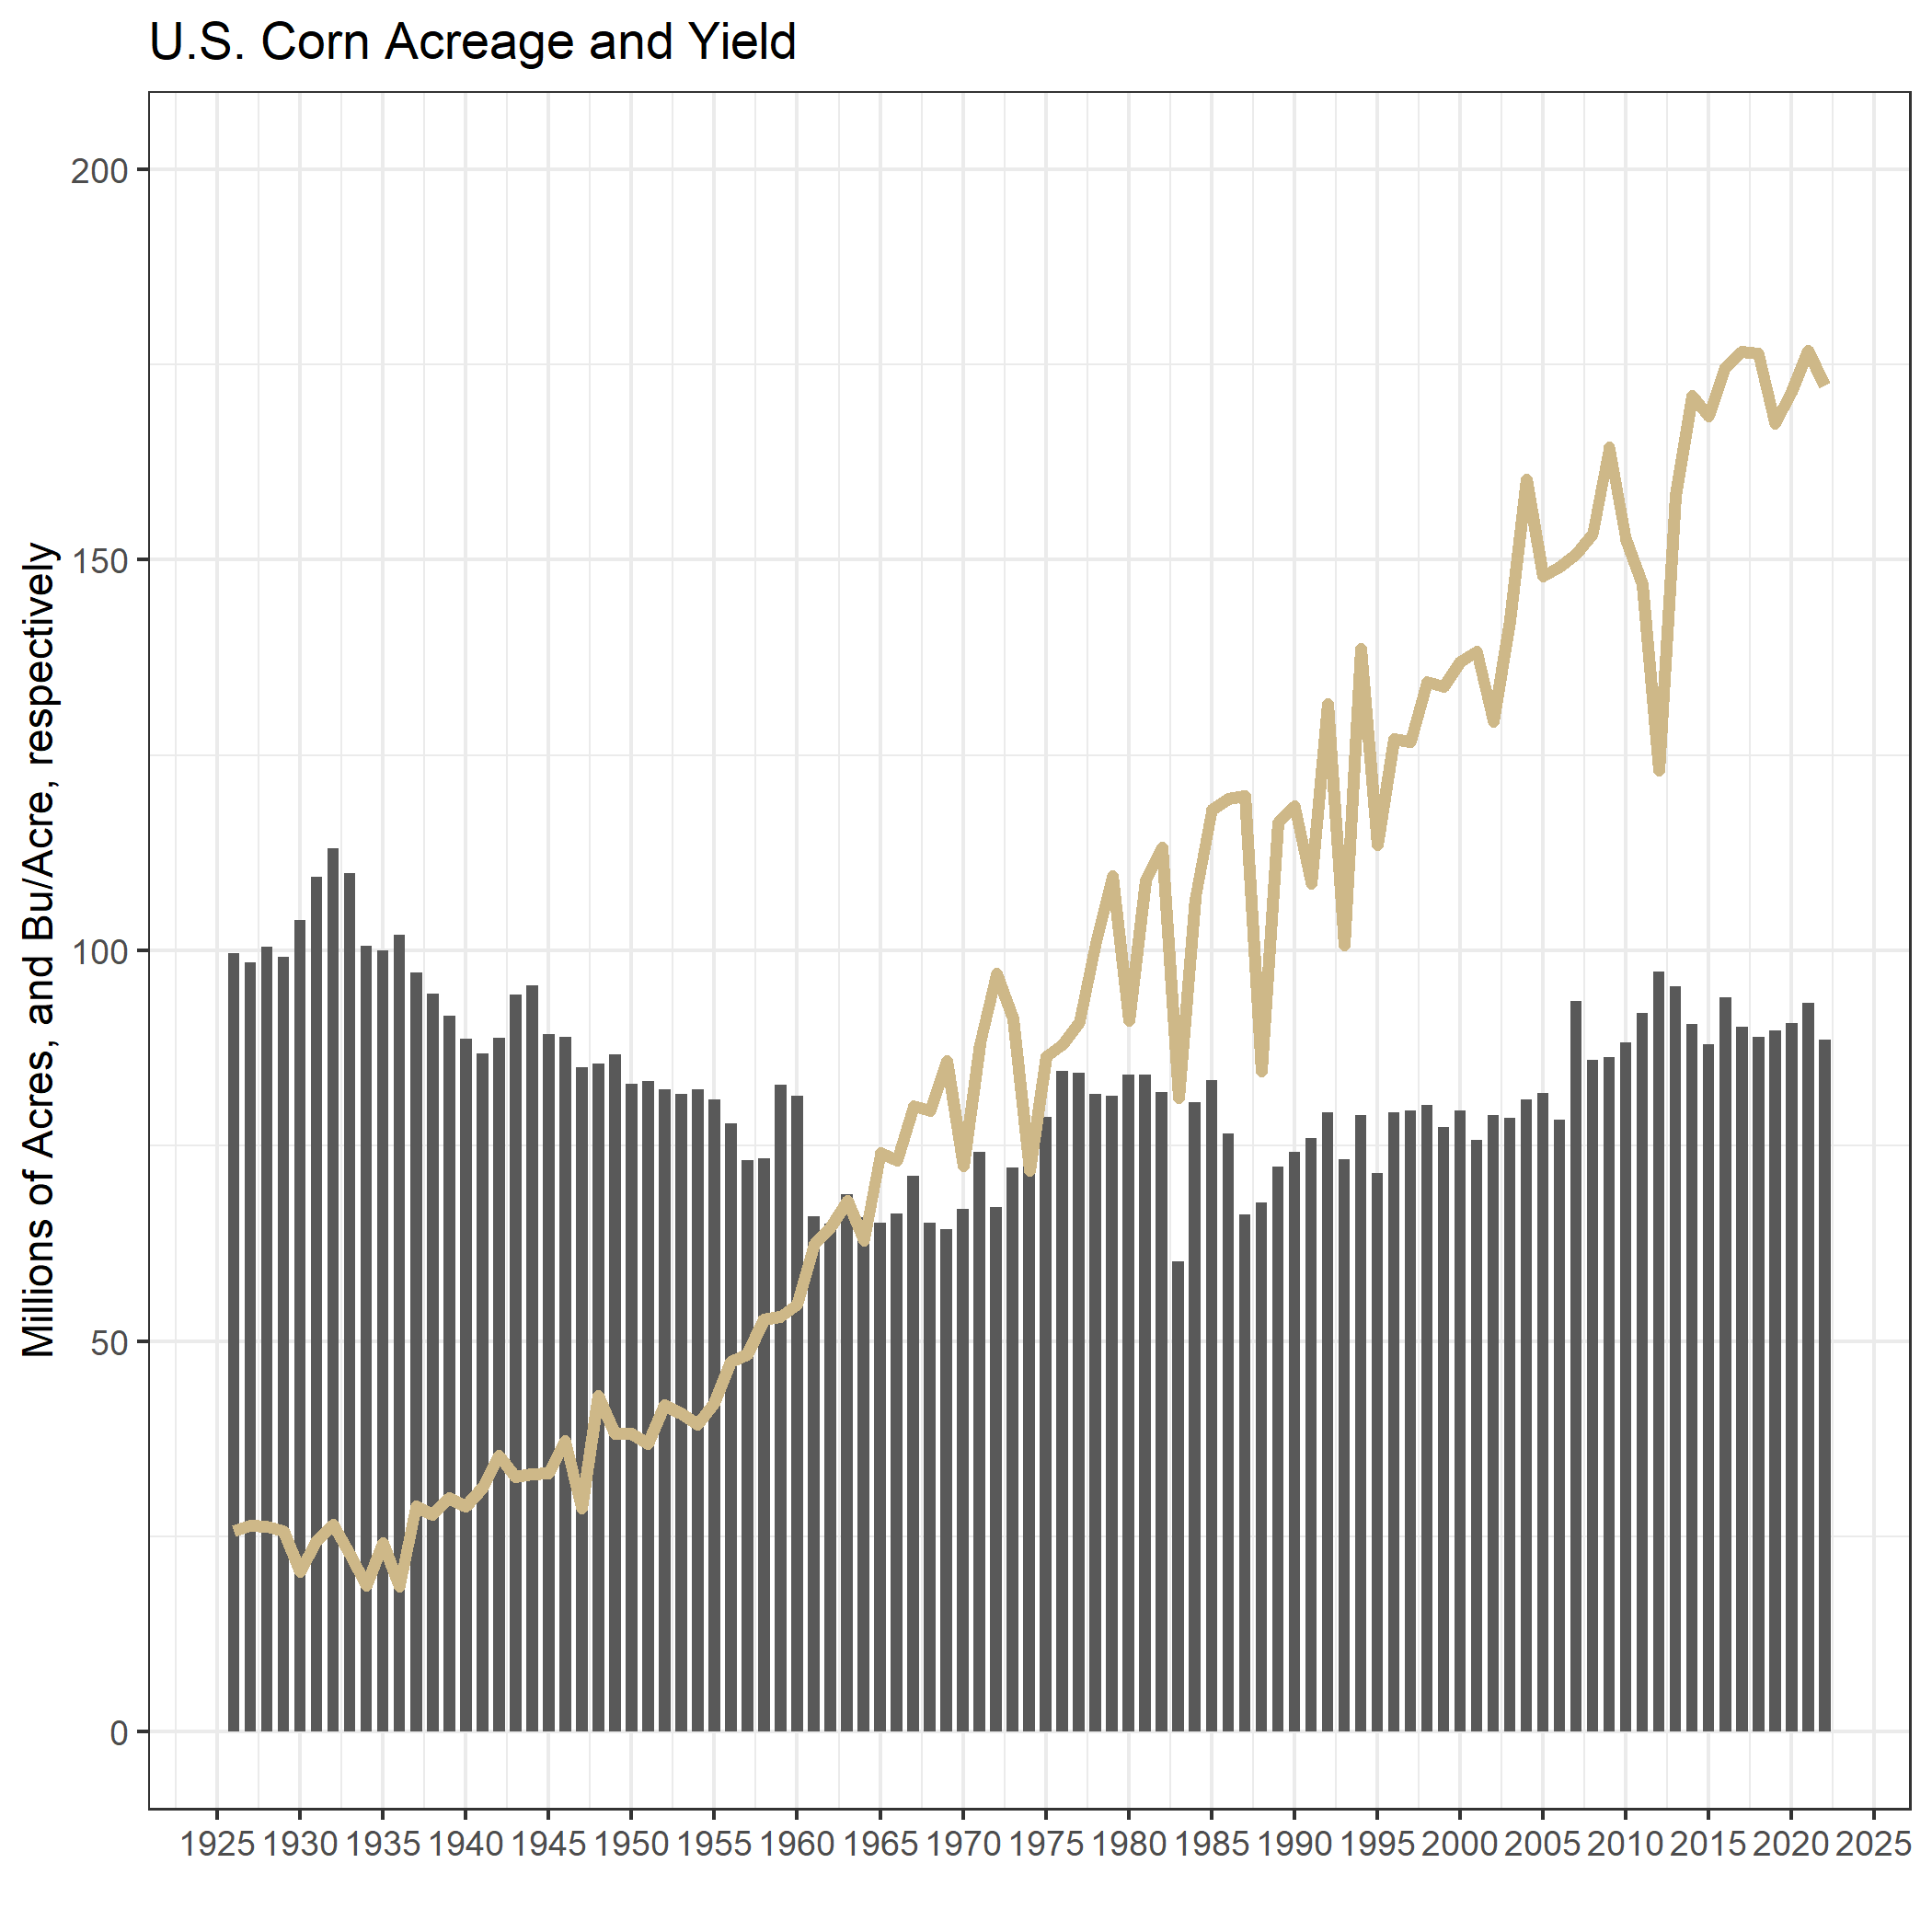 U.S. Corn Acreage and Yield
Millions of Acres, and Bu/Acre, respectively
200
150
100
50
0
1925 1930 1935 1940 1945 1950 1955 1960 1965 1970 1975 1980 1985 1990 1995 2000 2005 2010 2015 2020 2025